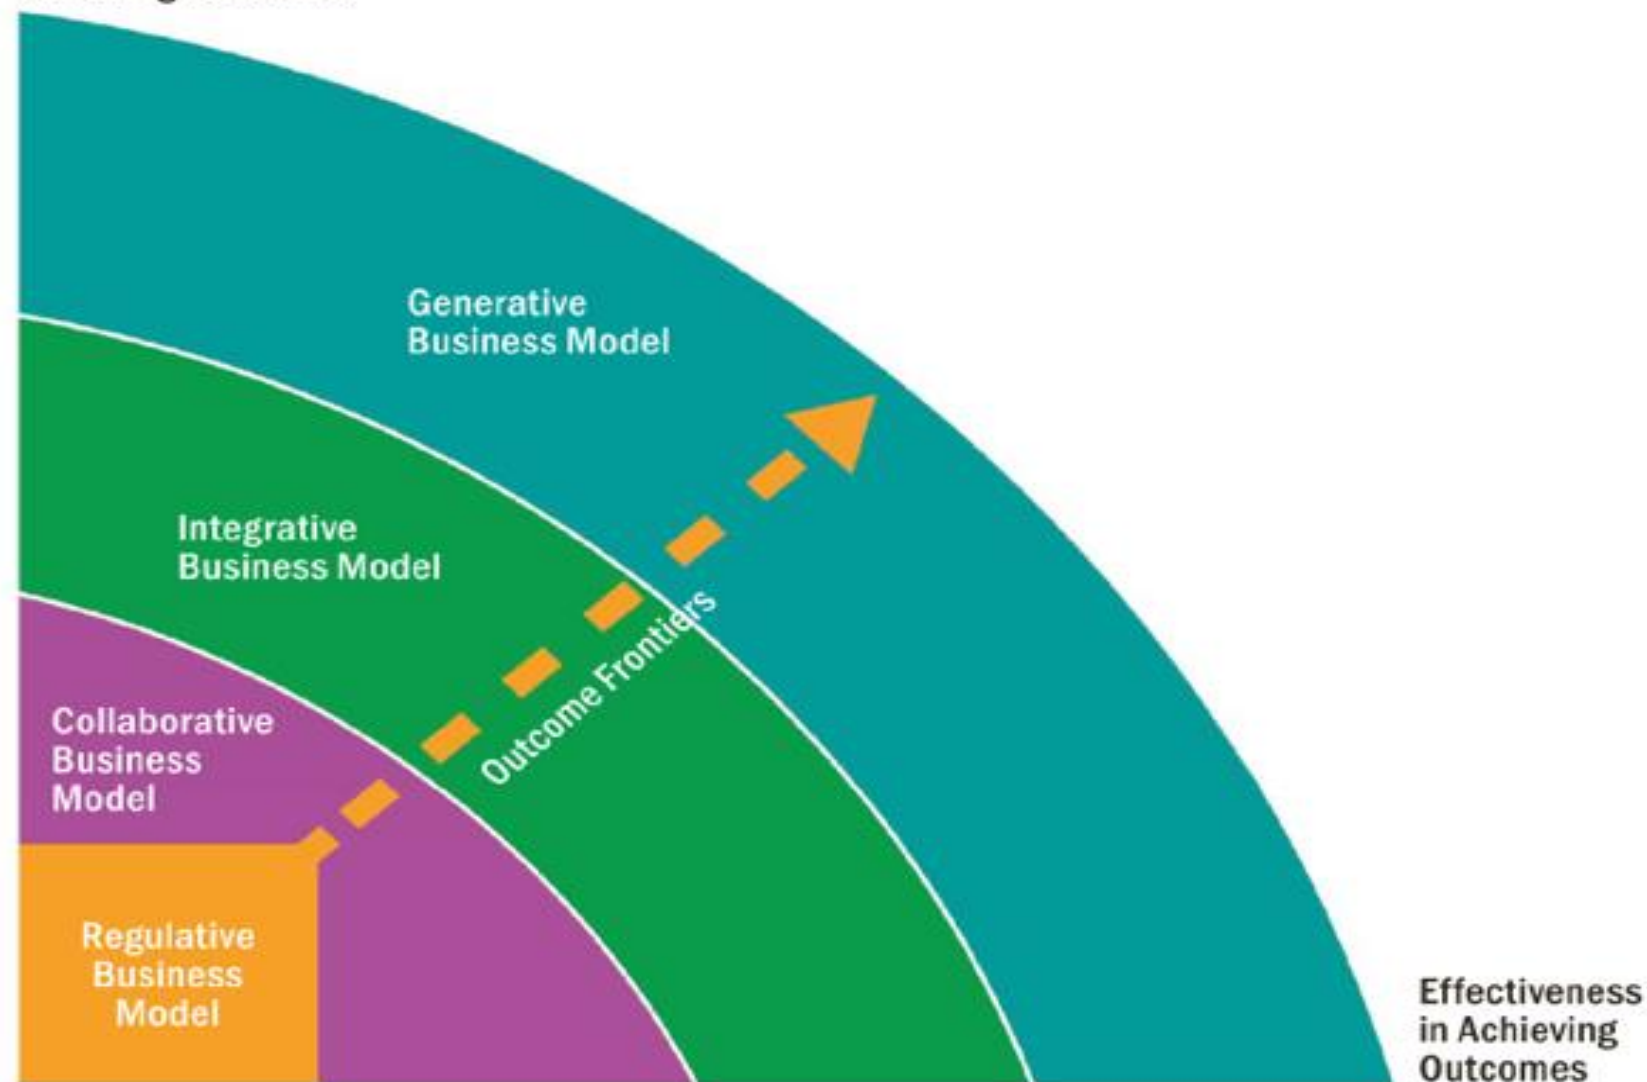 Generative
Business Model
Integrative
Business Model
Outcome Frontiers
Collaborative
Business
Model
Regulative
Business
Model
Effectiveness
in Achieving
Outcomes